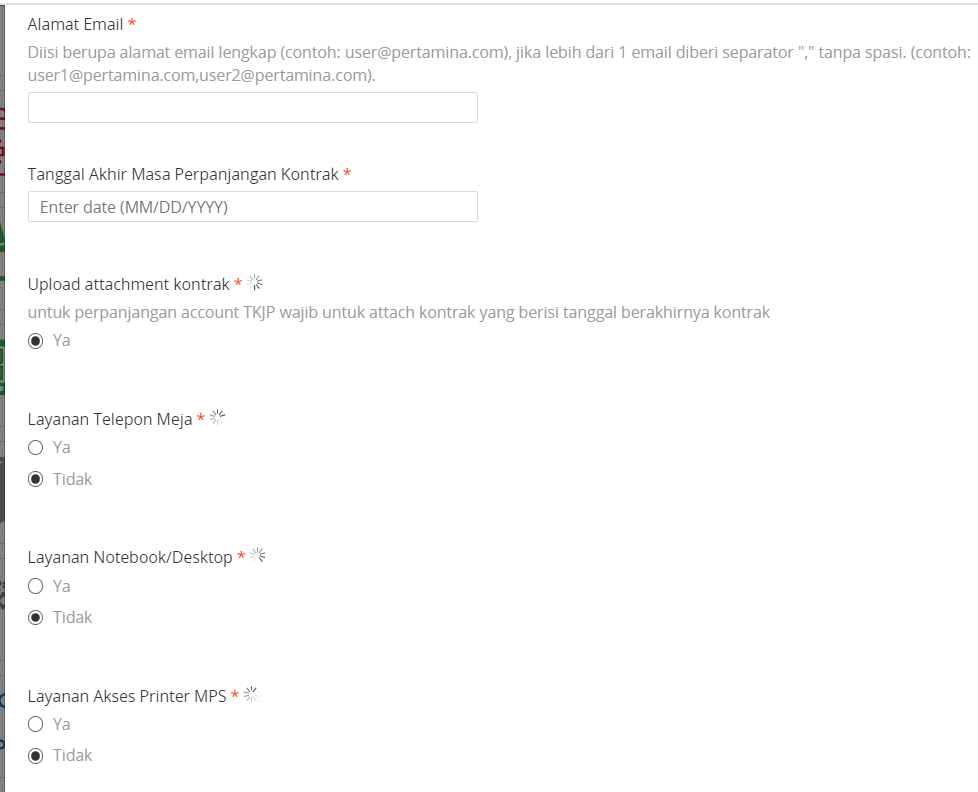 Alamat Email *
Diisi berupa alamat email lengkap (contoh: user@pertamina.com), jika lebih dari 1 email diberi separator "," tanpa spasi. (contoh:
user1@pertamina.com,user2@pertamina.com).
Tanggal Akhir Masa Perpanjangan Kontrak *
Enter date (MM/DD/YYYY)
Upload attachment kontrak *
untuk perpanjangan account TKJP wajib untuk attach kontrak yang berisi tanggal berakhirnya kontrak
Ya
Layanan Telepon Meja *
Ya
Tidak
Layanan Notebook/Desktop *
Ya
Tidak
Layanan Akses Printer MPS *
Ya
Tidak